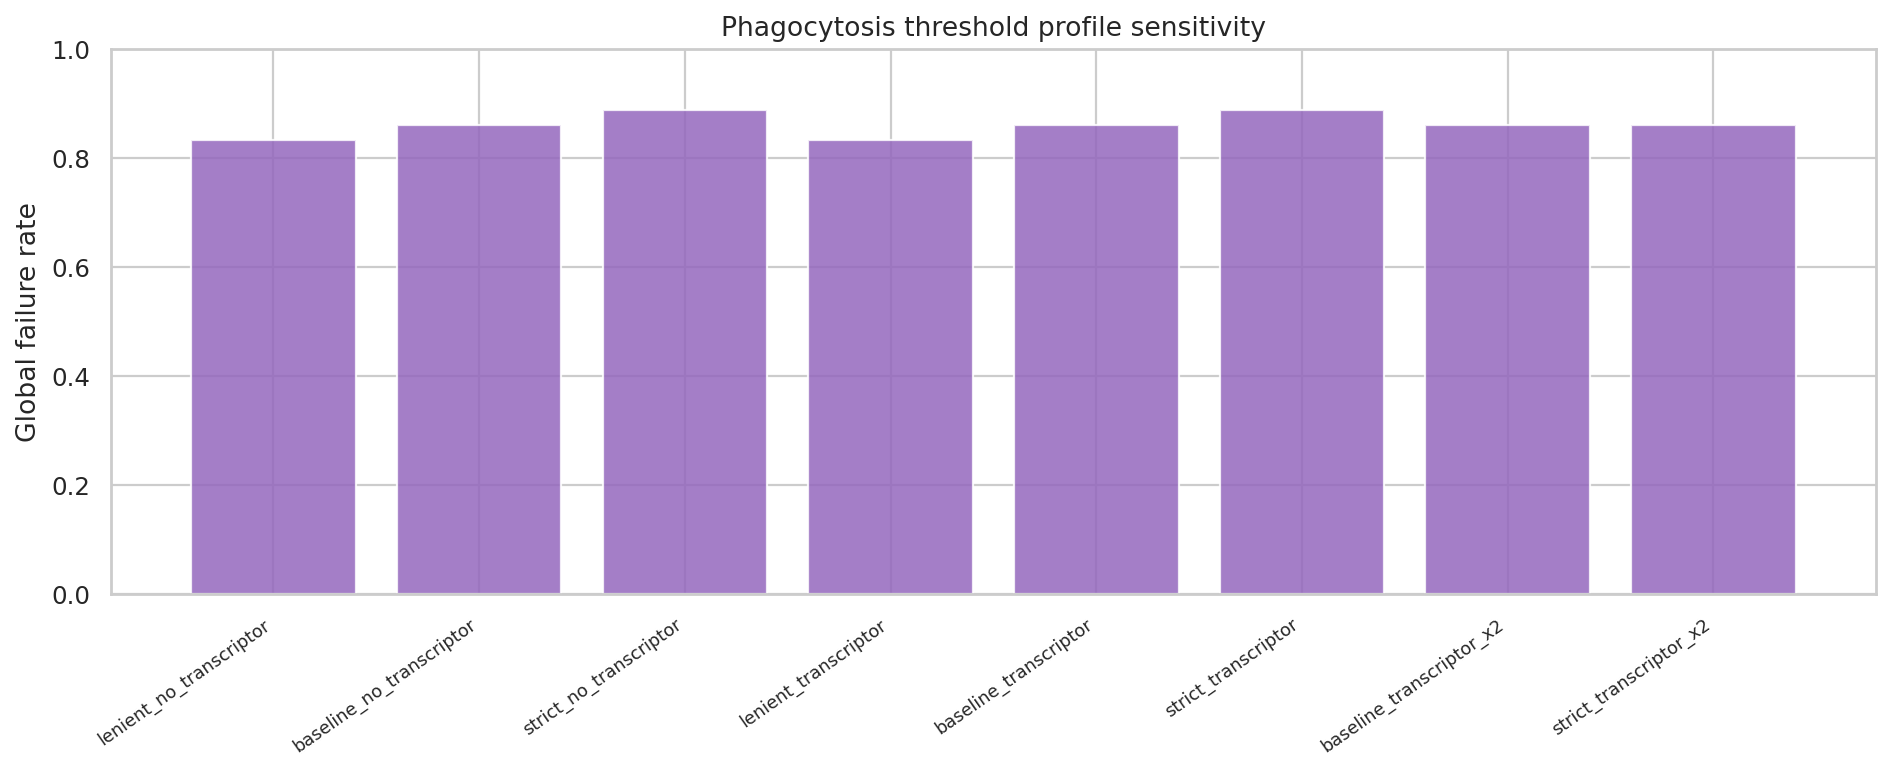 Phagocytosis threshold profile sensitivity
Global failure rate
1.0
0.8
0.6
0.4
0.2
0.0
lenient_no_transcriptor
baseline_no_transcriptor
strict_no_transcriptor
lenient_transcriptor
baseline_transcriptor
strict_transcriptor
baseline_transcriptor_x2
strict_transcriptor_x2